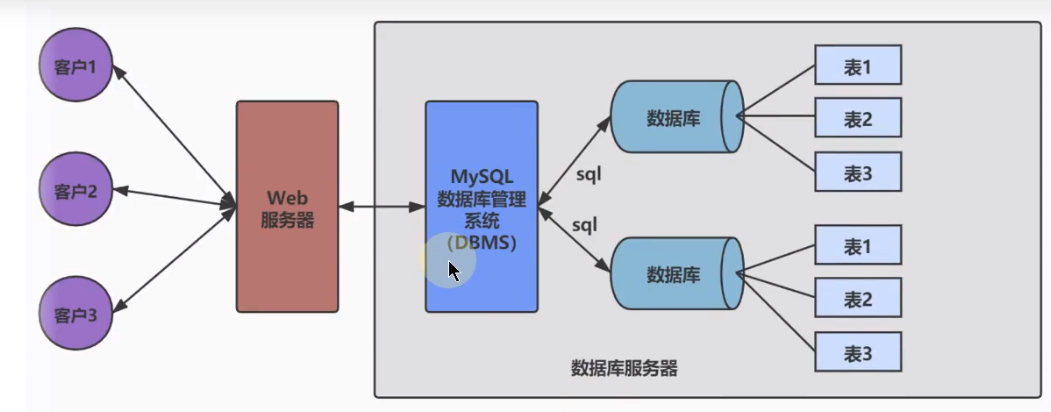 客户1
客户2
客户3
Web
服务器
MySQL
数据库管理
系统
（DBMS）
sql
sql
数据库
表1
表2
表3
数据库
表1
表2
表3
数据库服务器